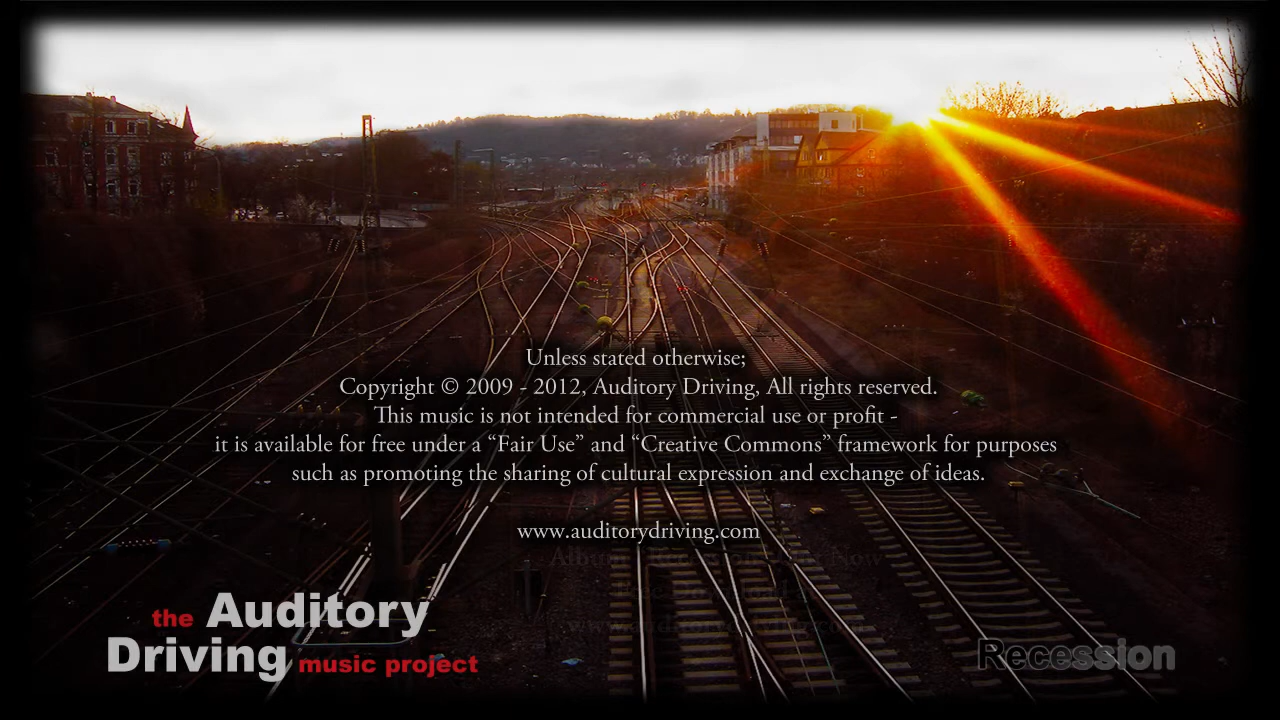 Unless stated otherwise;
Copyright © 2009 - 2012, Auditory Driving, All rights reserved.
This music is not intended for commercial use or profit -
it is available for free under a “Fair Use” and “Creative Commons” framework for purposes
such as promoting the sharing of cultural expression and exchange of ideas.
www.auditorydriving.com
the Auditory
Driving music project
Recession